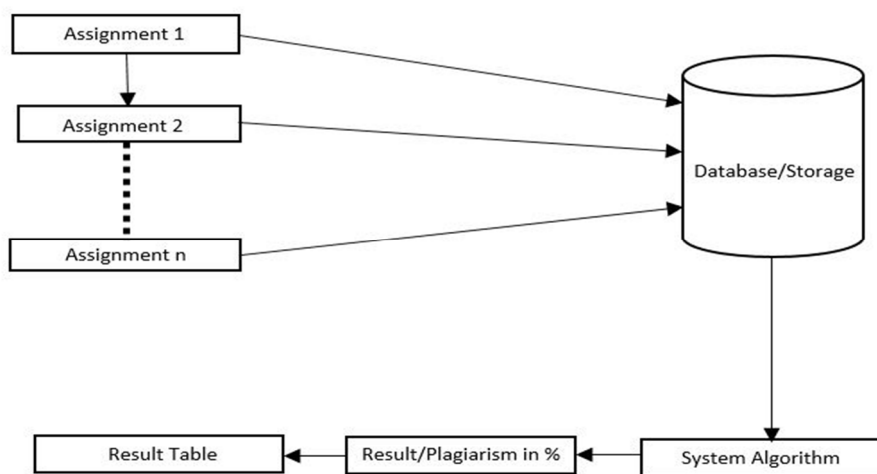 Assignment 1
Assignment 2
Database/Storage
Assignment n
Result Table
Result/Plagiarism in %
System Algorithm